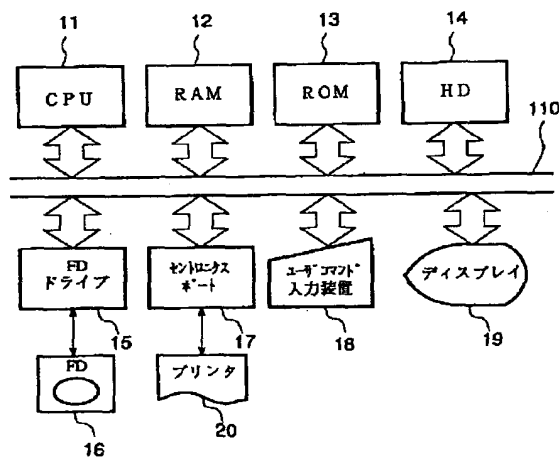 11
12
13
14
CPU
RAM
ROM
HD
110
FD
ドライブ
セントロニクス
ポート
ユーザコマンド
入力装置
ディスプレイ
15
17
18
19
FD
プリンタ
16
20